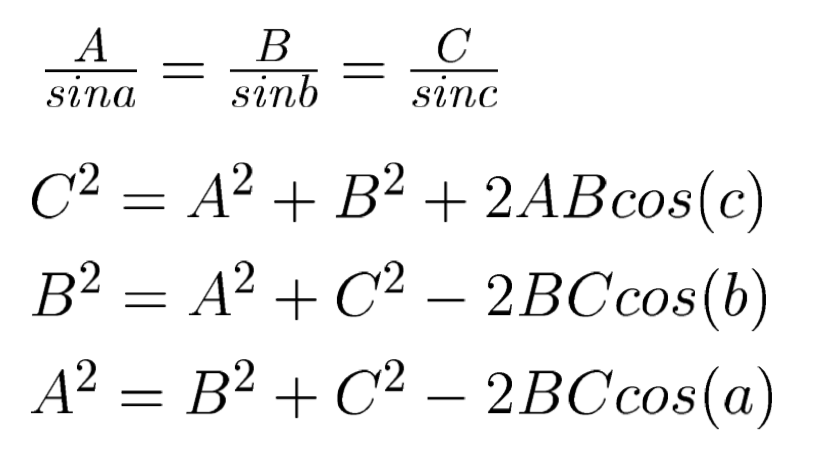 A/sina = B/sinb = C/sinc
C² = A² + B² + 2ABcos(c)
B² = A² + C² − 2BCcos(b)
A² = B² + C² − 2BCcos(a)